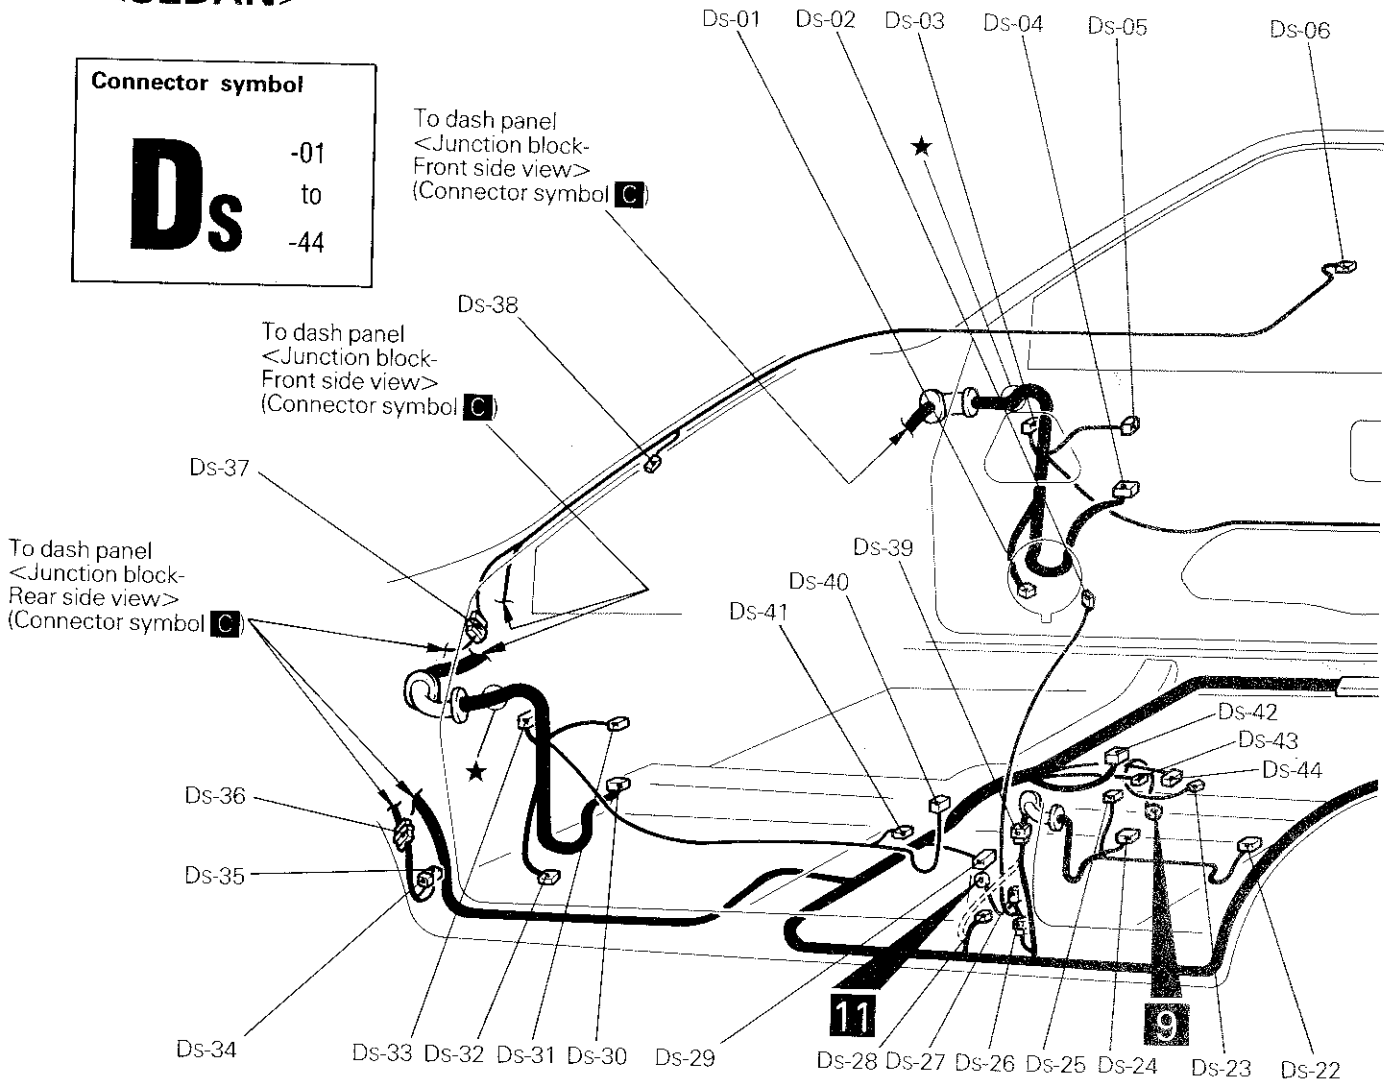 <SEDAN>
Connector symbol
Ds
-01
to
-44
Ds-01
Ds-02
Ds-03
Ds-04
Ds-05
Ds-06
To dash panel
<Junction block-
Front side view>
(Connector symbol C)
★
Ds-38
To dash panel
<Junction block-
Front side view>
(Connector symbol C)
Ds-37
To dash panel
<Junction block-
Rear side view>
(Connector symbol C)
Ds-39
Ds-40
Ds-41
Ds-42
Ds-43
Ds-44
★
Ds-36
Ds-35
11
9
Ds-34
Ds-33
Ds-32
Ds-31
Ds-30
Ds-29
Ds-28
Ds-27
Ds-26
Ds-25
Ds-24
Ds-23
Ds-22